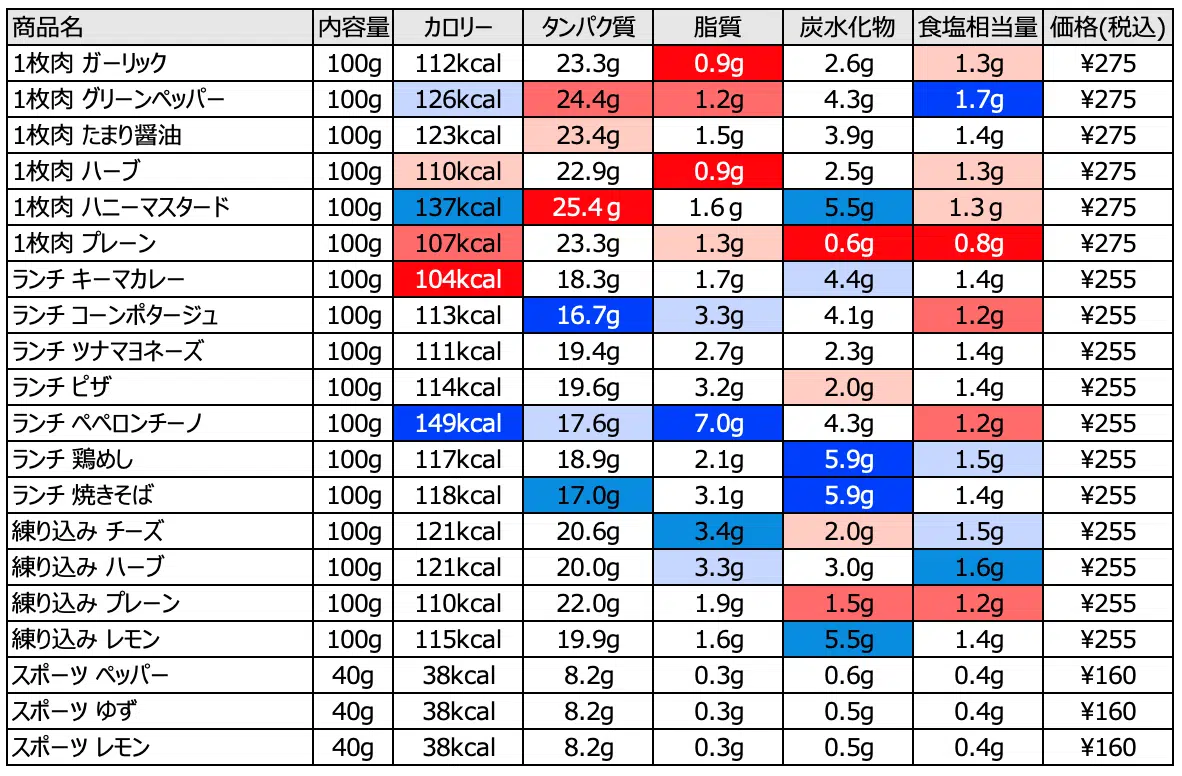 商品名 内容量 カロリー タンパク質 脂質 炭水化物 食塩相当量 価格(税込)
1枚肉 ガーリック 100g 112kcal 23.3g 0.9g 2.6g 1.3g ¥275
1枚肉 グリーンペッパー 100g 126kcal 24.4g 1.2g 4.3g 1.7g ¥275
1枚肉 たまり醤油 100g 123kcal 23.4g 1.5g 3.9g 1.4g ¥275
1枚肉 ハーブ 100g 110kcal 22.9g 0.9g 2.5g 1.3g ¥275
1枚肉 ハニーマスタード 100g 137kcal 25.4 g 1.6 g 5.5g 1.3 g ¥275
1枚肉 プレーン 100g 107kcal 23.3g 1.3g 0.6g 0.8g ¥275
ランチ キーマカレー 100g 104kcal 18.3g 1.7g 4.4g 1.4g ¥255
ランチ コーンポタージュ 100g 113kcal 16.7g 3.3g 4.1g 1.2g ¥255
ランチ ツナマヨネーズ 100g 111kcal 19.4g 2.7g 2.3g 1.4g ¥255
ランチ ピザ 100g 114kcal 19.6g 3.2g 2.0g 1.4g ¥255
ランチ ペペロンチーノ 100g 149kcal 17.6g 7.0g 4.3g 1.2g ¥255
ランチ 鶏めし 100g 117kcal 18.9g 2.1g 5.9g 1.5g ¥255
ランチ 焼きそば 100g 118kcal 17.0g 3.1g 5.9g 1.4g ¥255
練り込み チーズ 100g 121kcal 20.6g 3.4g 2.0g 1.5g ¥255
練り込み ハーブ 100g 121kcal 20.0g 3.3g 3.0g 1.6g ¥255
練り込み プレーン 100g 110kcal 22.0g 1.9g 1.5g 1.2g ¥255
練り込み レモン 100g 115kcal 19.9g 1.6g 5.5g 1.4g ¥255
スポーツ ペッパー 40g 38kcal 8.2g 0.3g 0.6g 0.4g ¥160
スポーツ ゆず 40g 38kcal 8.2g 0.3g 0.5g 0.4g ¥160
スポーツ レモン 40g 38kcal 8.2g 0.3g 0.5g 0.4g ¥160